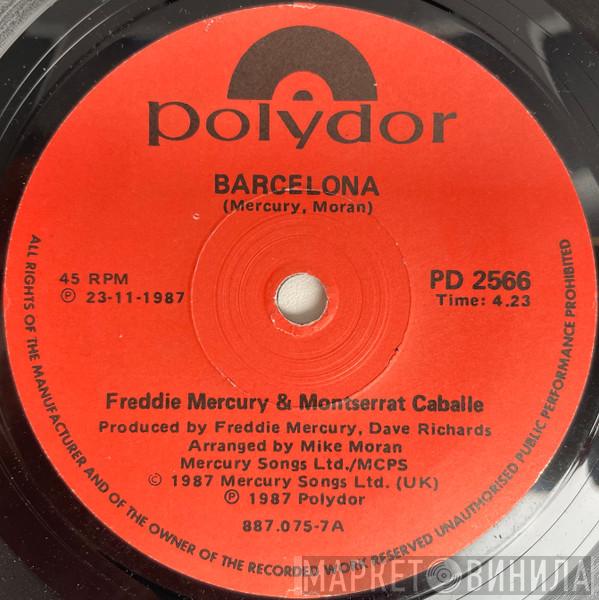 polydor
BARCELONA
(Mercury, Moran)
45 RPM
℗ 23-11-1987
PD 2566
Time: 4.23
Freddie Mercury & Montserrat Caballe
Produced by Freddie Mercury, Dave Richards
Arranged by Mike Moran
Mercury Songs Ltd./MCPS
© 1987 Mercury Songs Ltd. (UK)
℗ 1987 Polydor
887.075-7A
ALL RIGHTS OF THE MANUFACTURER AND OF THE OWNER OF THE RECORDED WORK RESERVED UNAUTHORISED PUBLIC PERFORMANCE PROHIBITED
МАРКЕТ ВИНИЛА